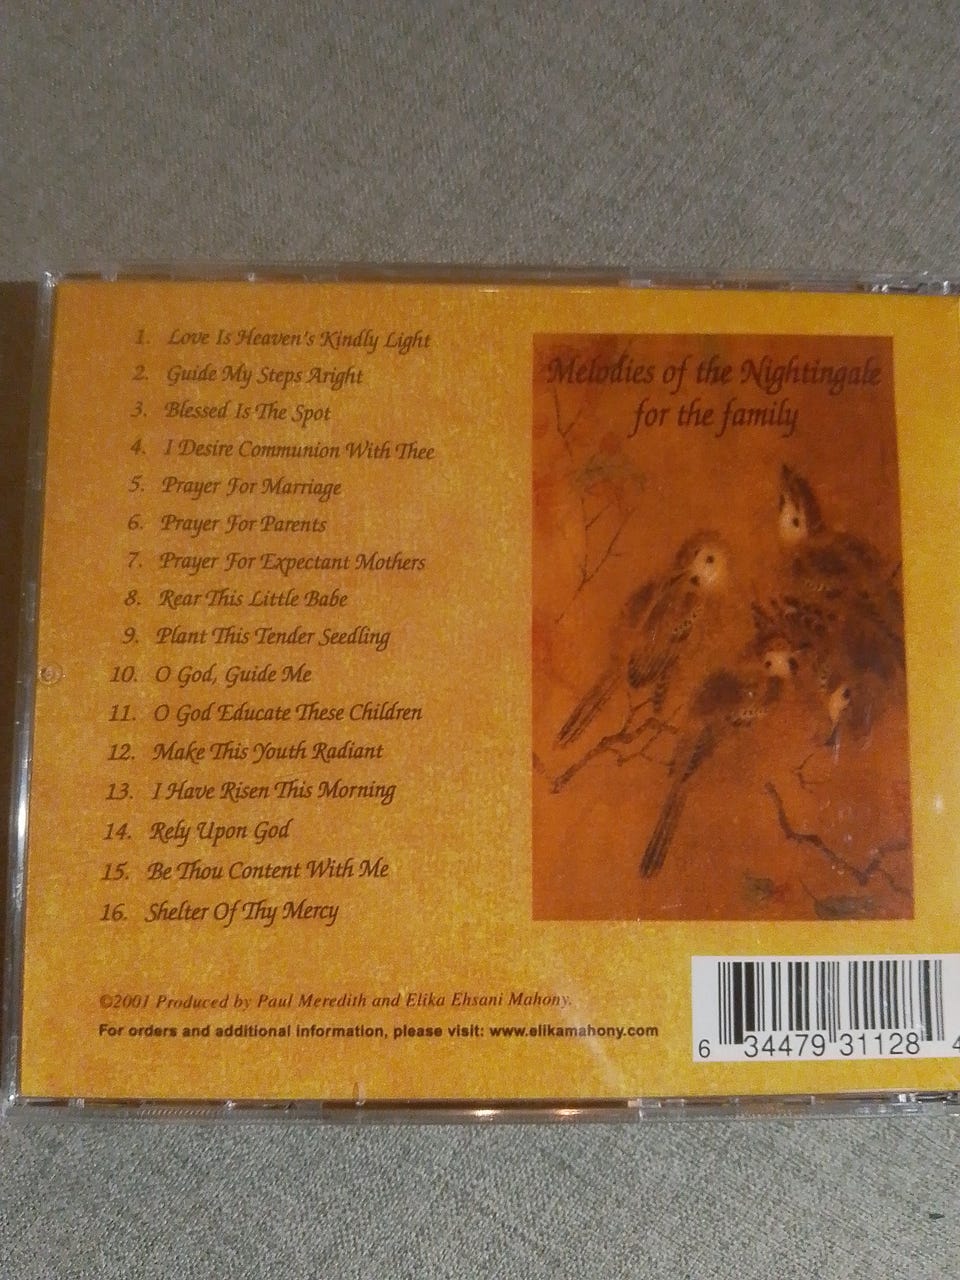 1. Love Is Heaven's Kindly Light
2. Guide My Steps Aright
3. Blessed Is The Spot
4. I Desire Communion With Thee
5. Prayer For Marriage
6. Prayer For Parents
7. Prayer For Expectant Mothers
8. Rear This Little Babe
9. Plant This Tender Seedling
10. O God, Guide Me
11. O God Educate These Children
12. Make This Youth Radiant
13. I Have Risen This Morning
14. Rely Upon God
15. Be Thou Content With Me
16. Shelter Of Thy Mercy
Melodies of the Nightingale
for the family
©2001 Produced by Paul Meredith and Elika Ehsani Mahony.
For orders and additional information, please visit: www.elikamahony.com
6 34479 31128 4